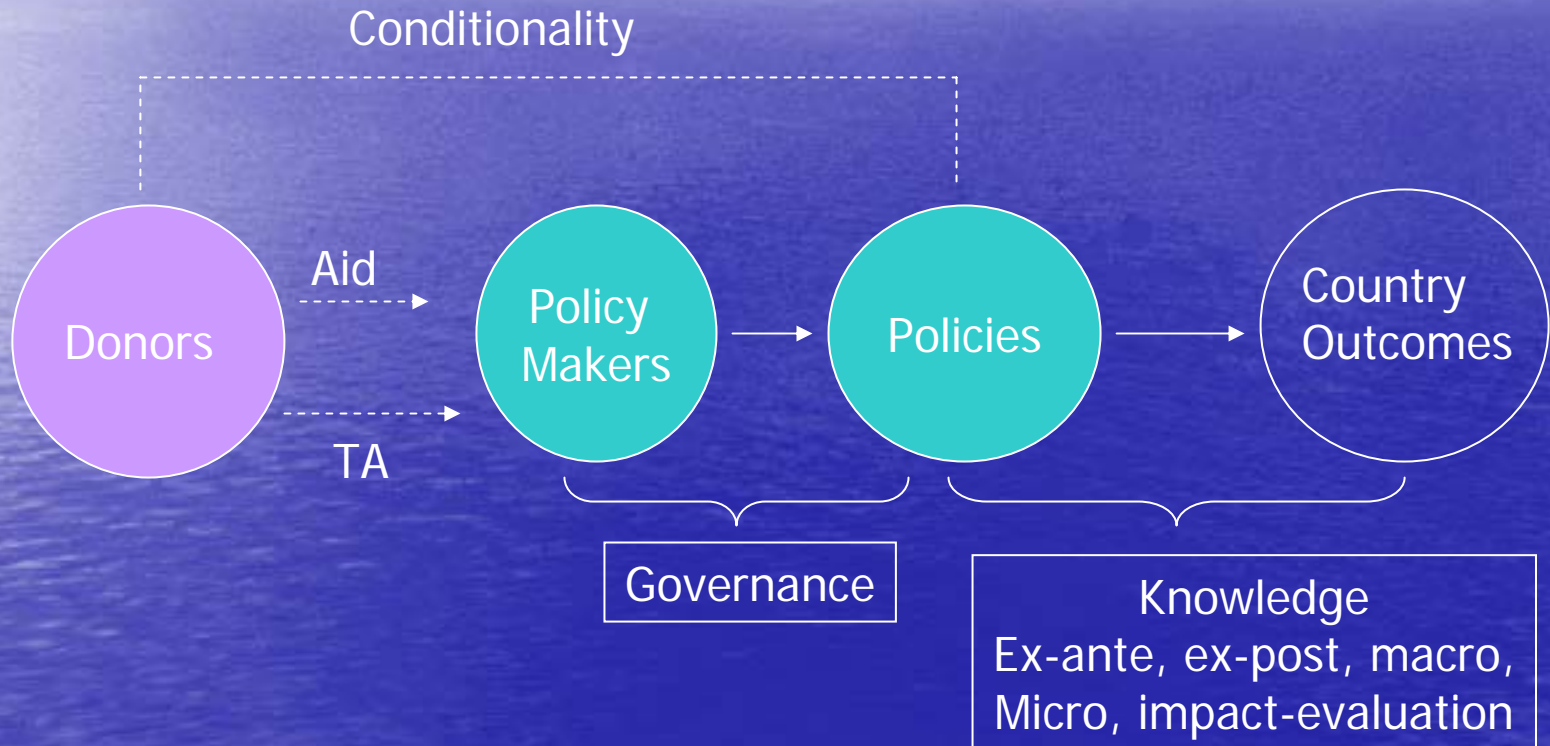 Conditionality
Donors
Aid
TA
Policy
Makers
Policies
Country
Outcomes
Governance
Knowledge
Ex-ante, ex-post, macro,
Micro, impact-evaluation